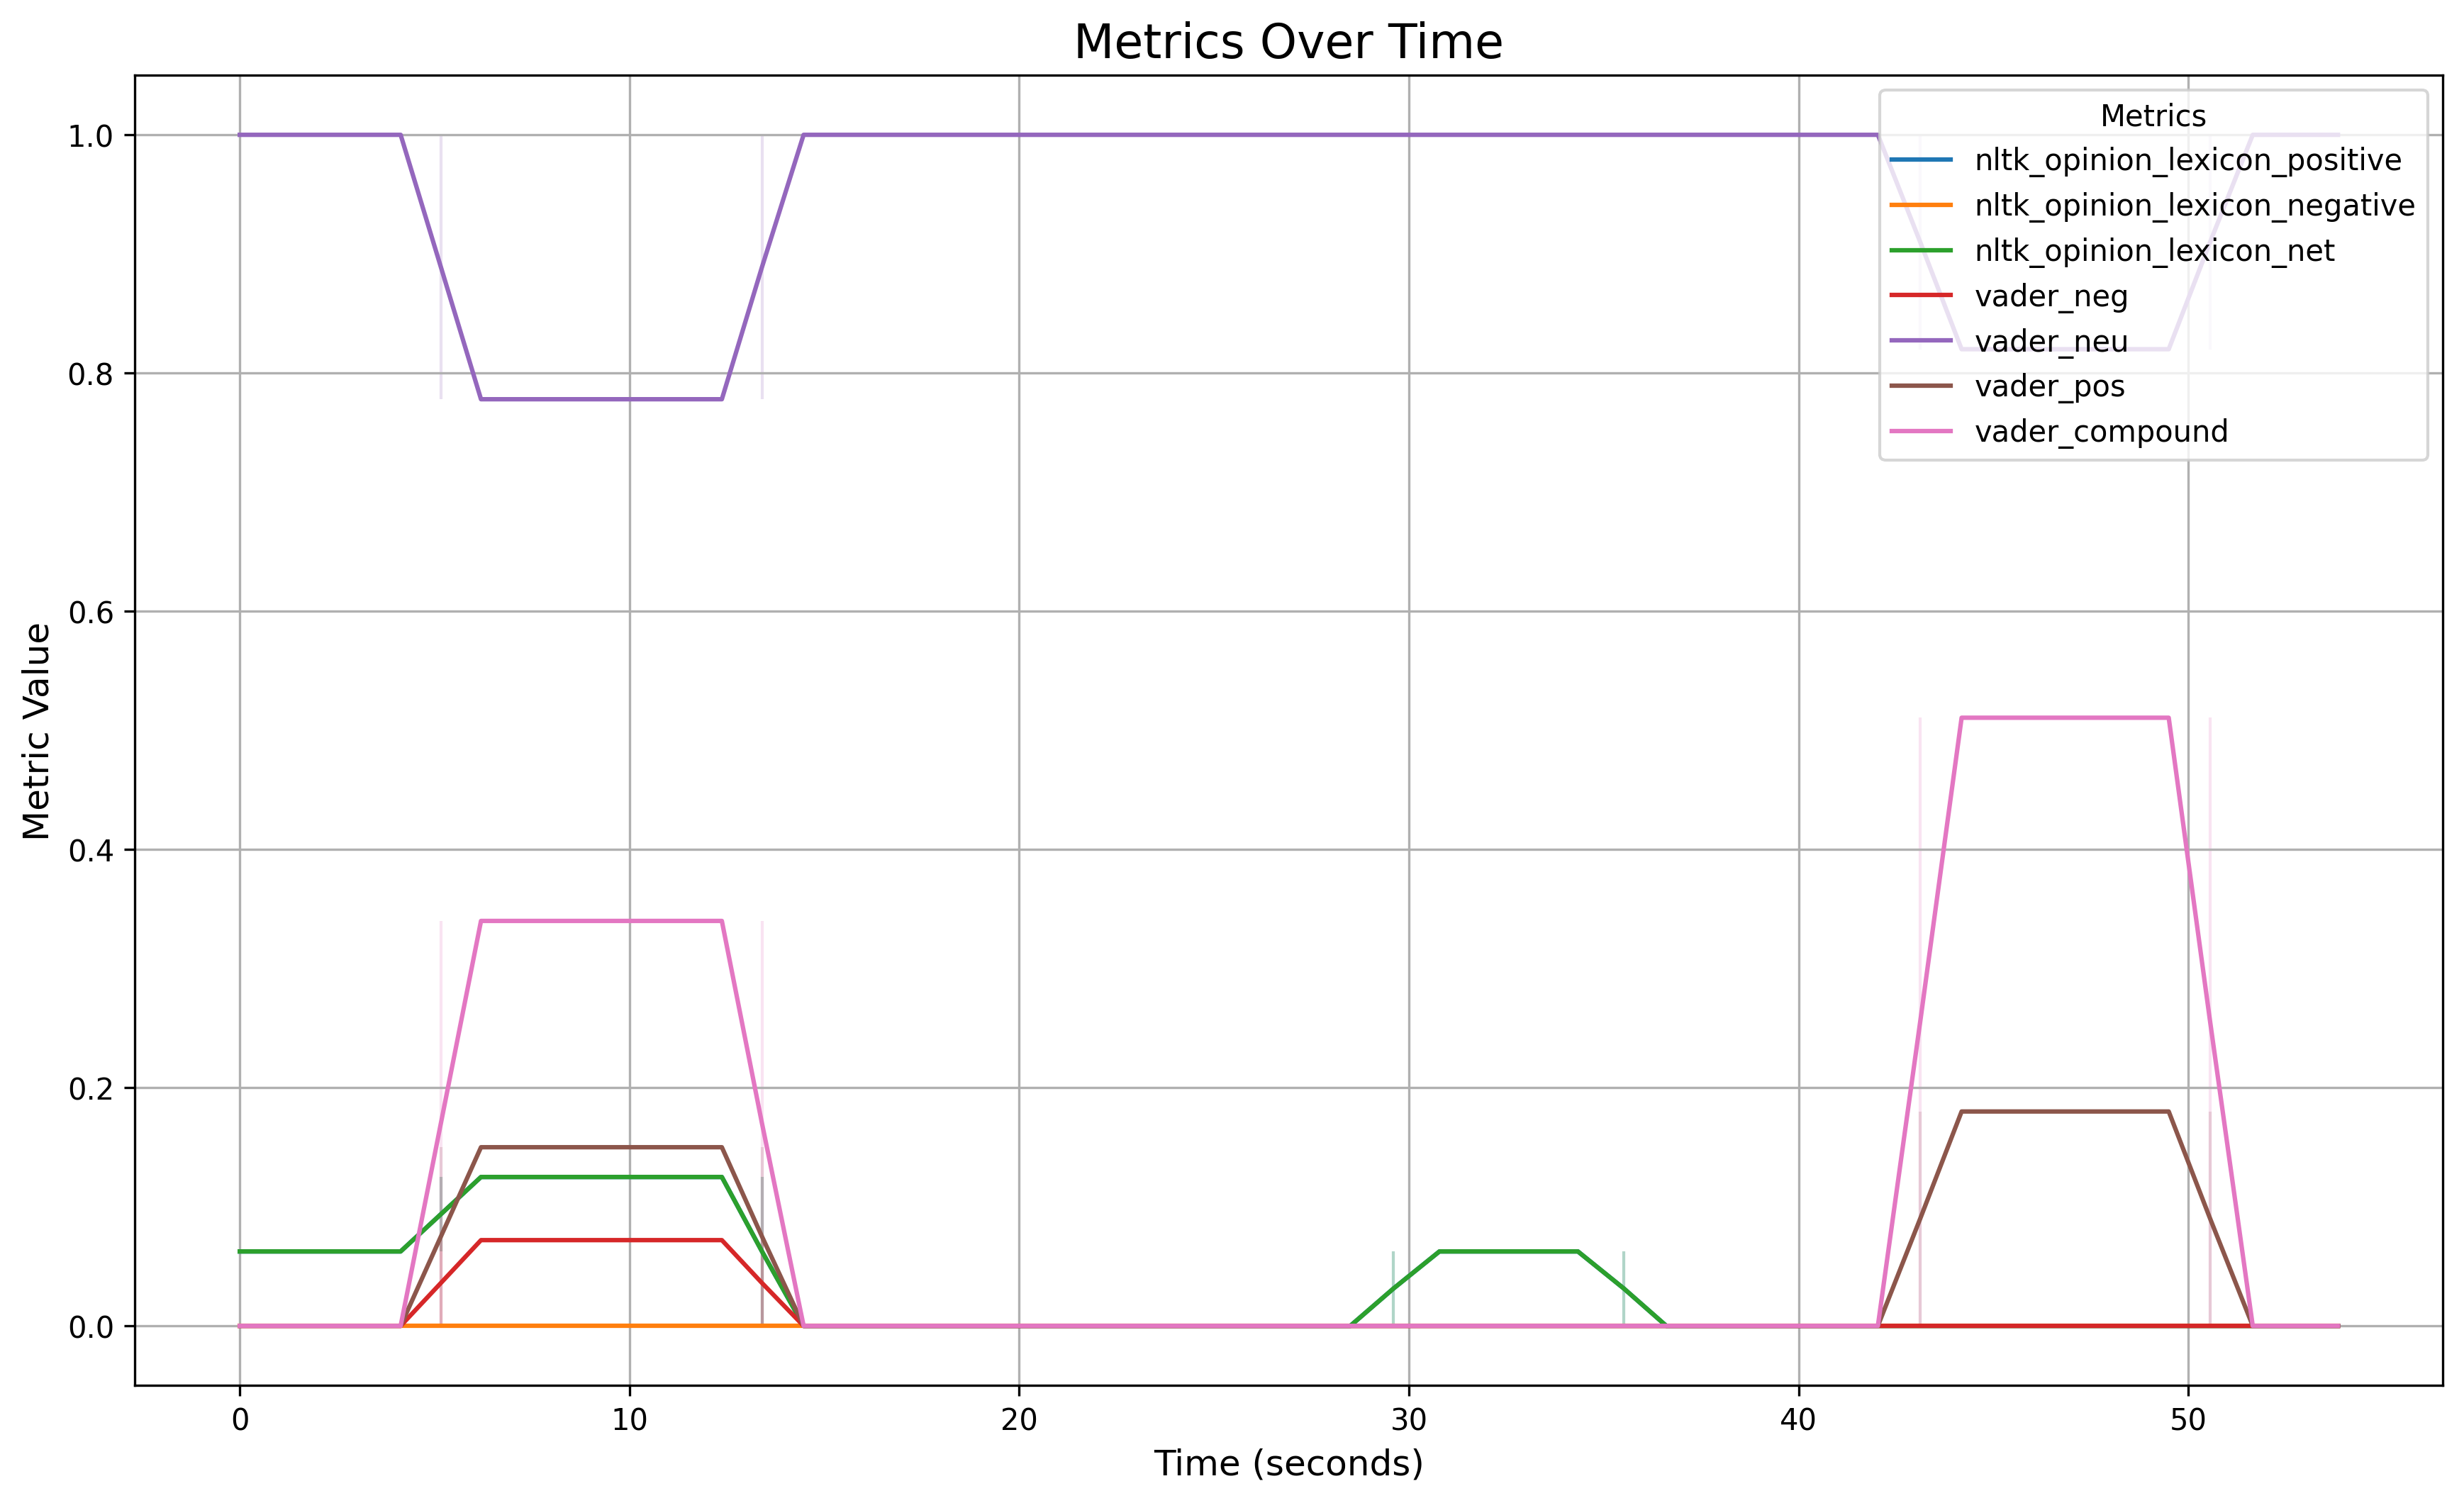 Metrics Over Time
Metric Value
1.0
0.8
0.6
0.4
0.2
0.0
Metrics
nltk_opinion_lexicon_positive
nltk_opinion_lexicon_negative
nltk_opinion_lexicon_net
vader_neg
vader_neu
vader_pos
vader_compound
0 10 20 30 40 50
Time (seconds)